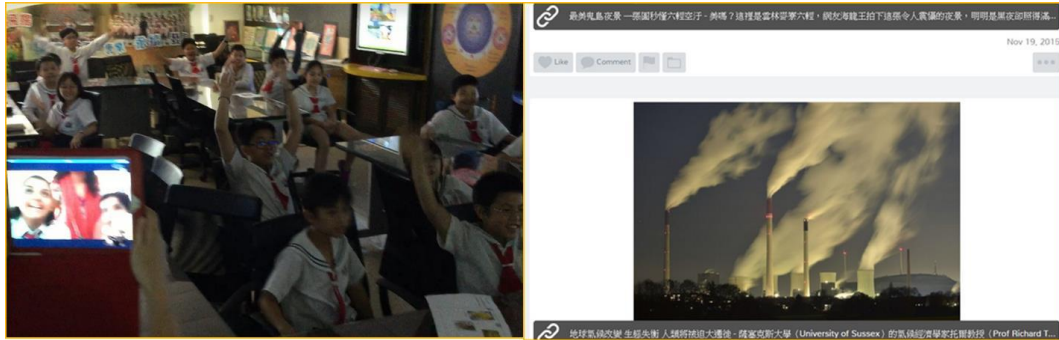 最美鬼島夜景 一張圖秒懂六輕空汙 - 美嗎？這裡是雲林麥寮六輕，網友海龍王拍下這張令人震懾的夜景，明明是黑夜卻照得滿...
Nov 19, 2015
Like
Comment
地球氣候改變 生態失衡 人類將被迫大遷徙 - 薩塞克斯大學（University of Sussex）的氣候經濟學家托爾教授（Prof Richard T...